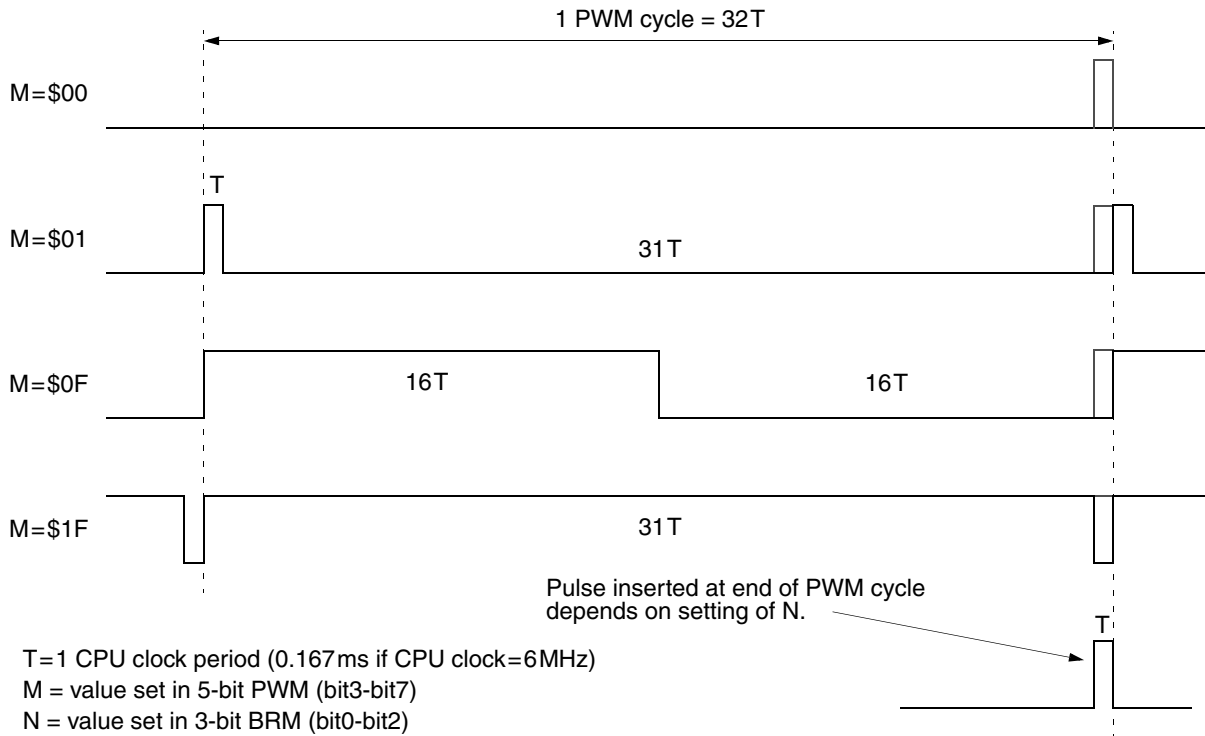 1 PWM cycle = 32T
M=$00
T
M=$01
31T
M=$0F
16T
16T
M=$1F
31T
Pulse inserted at end of PWM cycle
depends on setting of N.
T
T=1 CPU clock period (0.167ms if CPU clock=6MHz)
M = value set in 5-bit PWM (bit3-bit7)
N = value set in 3-bit BRM (bit0-bit2)